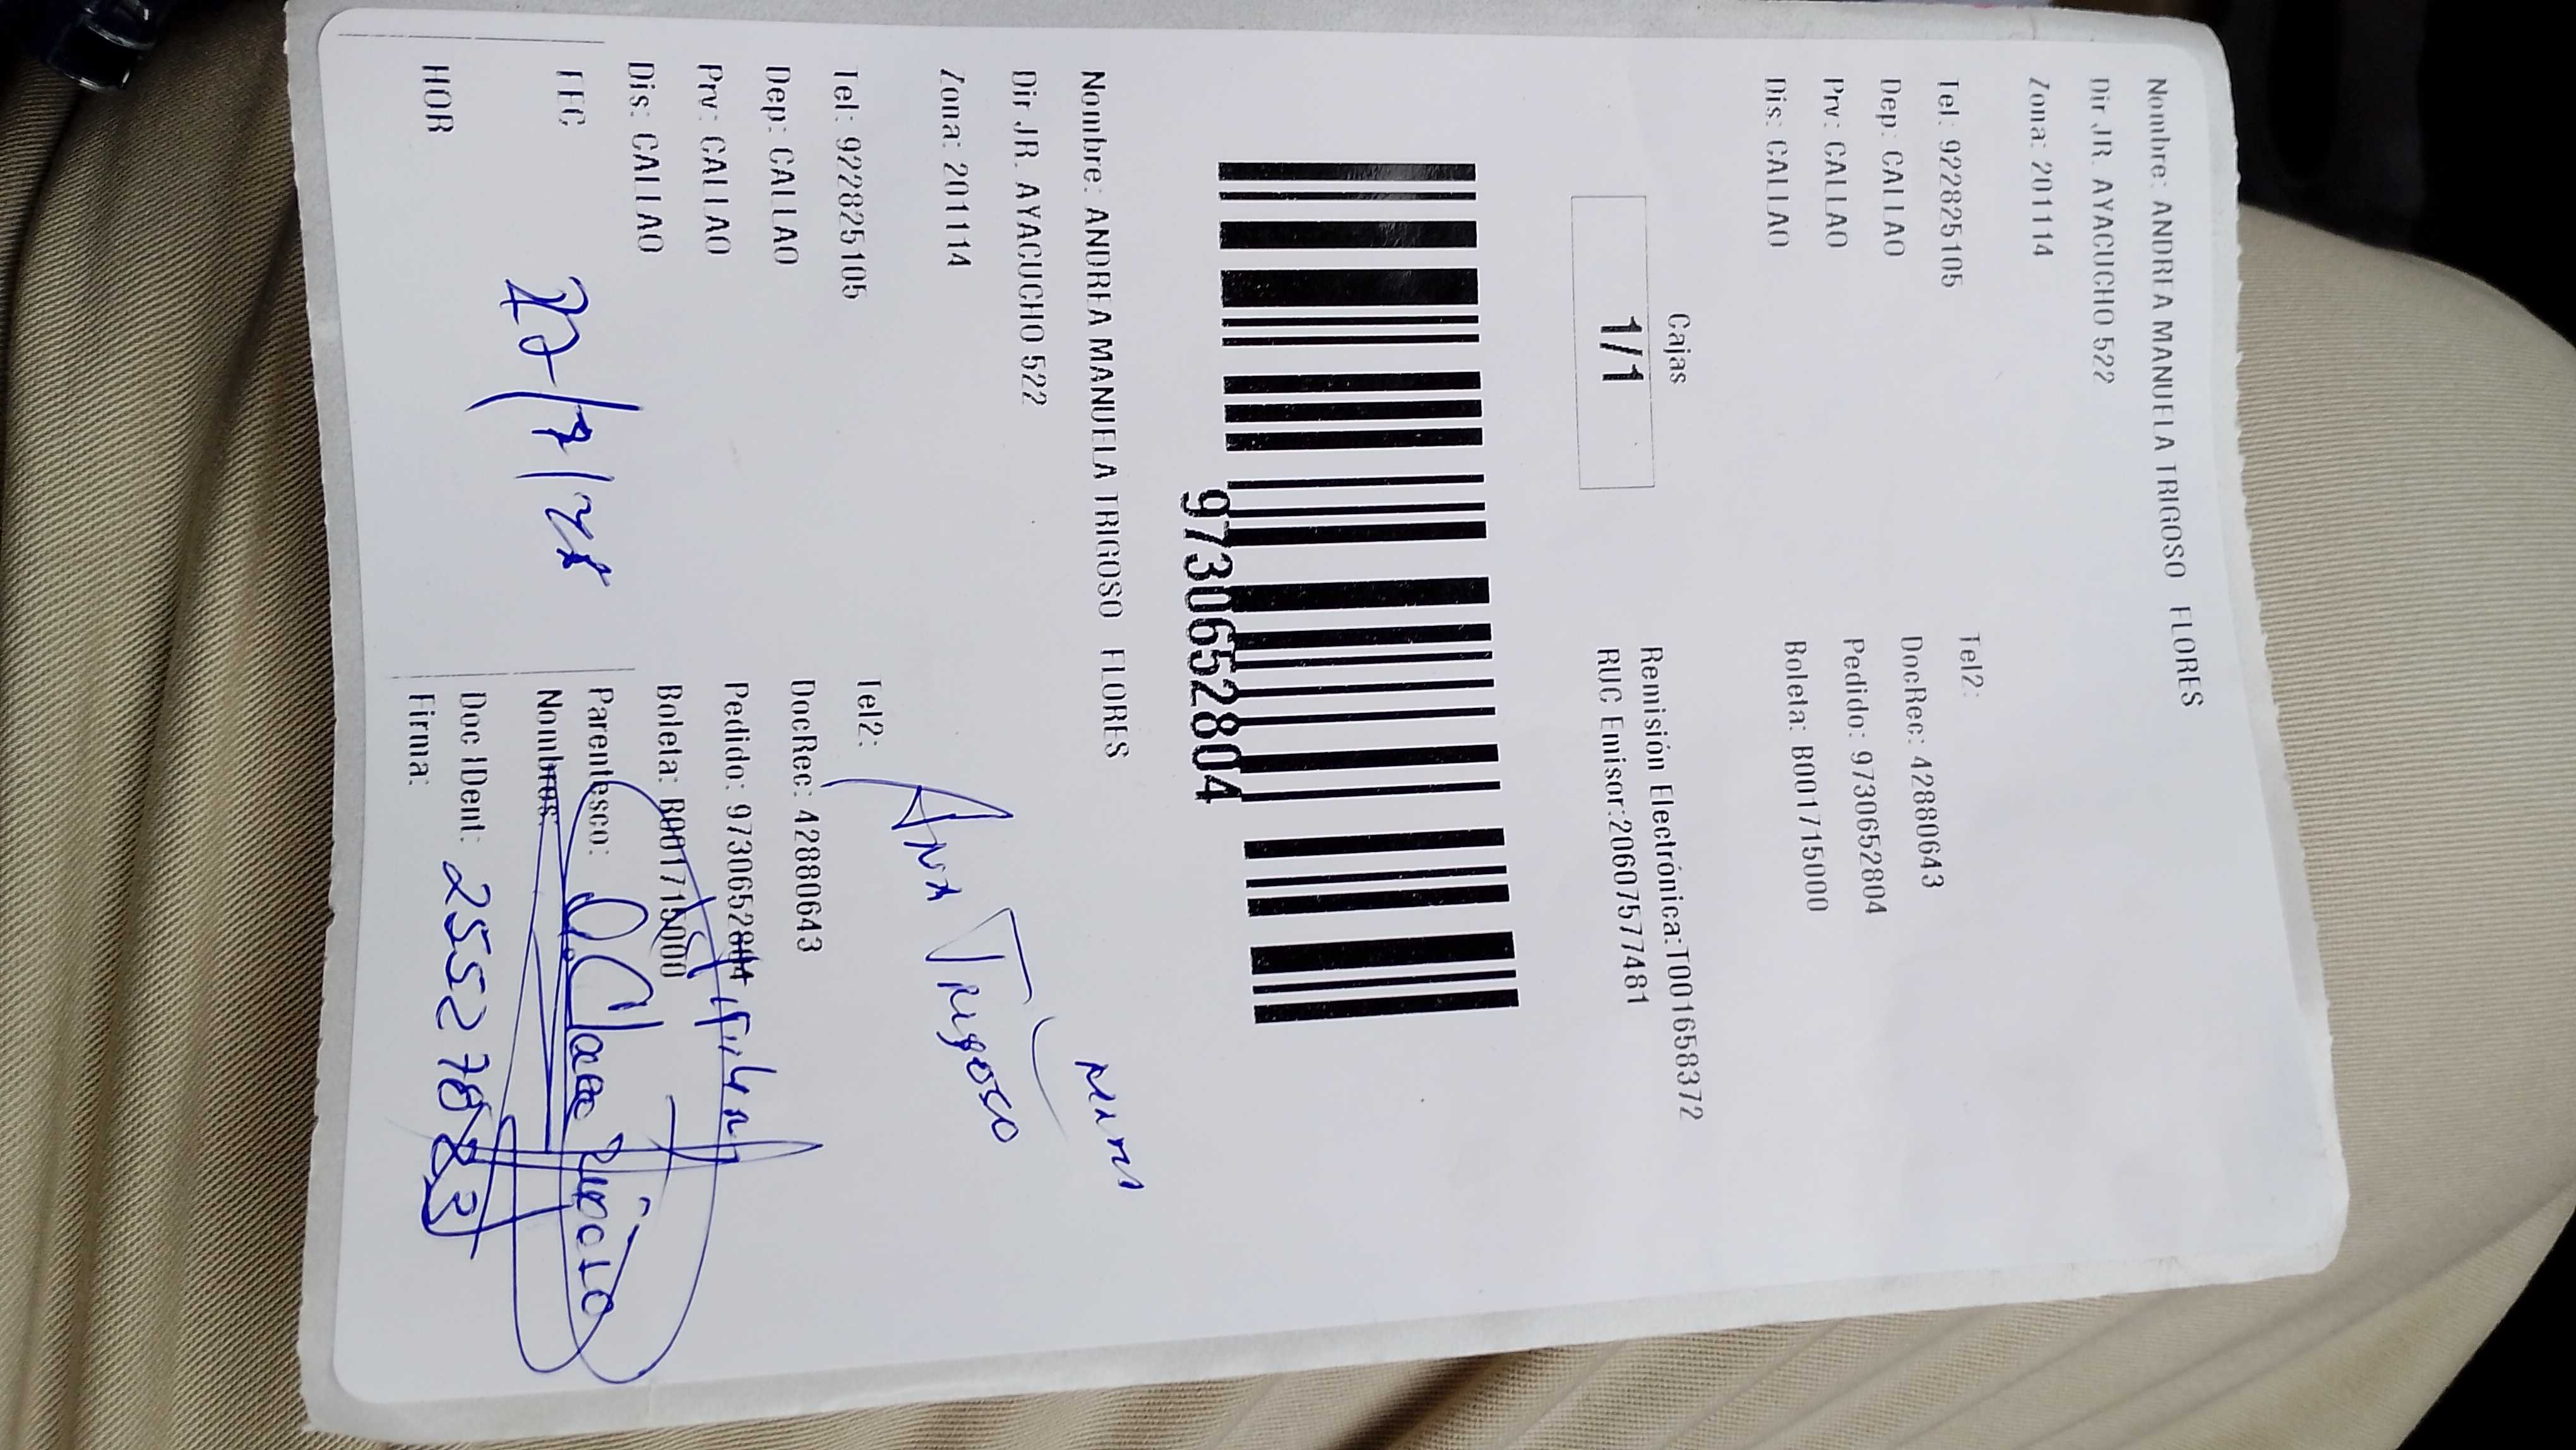 Nombre: ANDREA MANUELA TRIGOSO FLORES
Dir JR. AYACUCHO 522
Zona: 201114
Tel: 922825105 Tel2:
Dep: CALLAO DocRec: 42880643
Prv: CALLAO Pedido: 9730652804
Dis: CALLAO Boleta: B001715000
Cajas
1/1
Remisión Electrónica:T001658372
RUC Emisor:20607577481
9730652804
Nombre: ANDREA MANUELA TRIGOSO FLORES
Dir JR. AYACUCHO 522
Zona: 201114
Ana Trigoso
Tel: 922825105 Tel2:
Dep: CALLAO DocRec: 42880643
Prv: CALLAO Pedido: 9730652804
Dis: CALLAO Boleta: B001715000
FEC
Parentesco:
Nombres:
HOR
Doc IDent: 25527883
Firma: